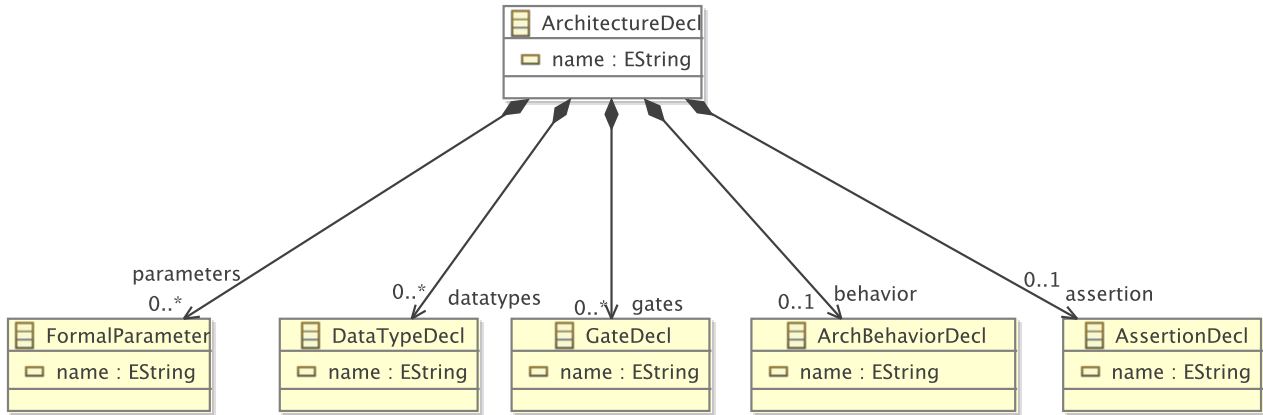 ArchitectureDecl
name : EString
parameters
0..*
0..*
datatypes
0..*
gates
0..1
behavior
0..1
assertion
FormalParameter
name : EString
DataTypeDecl
name : EString
GateDecl
name : EString
ArchBehaviorDecl
name : EString
AssertionDecl
name : EString